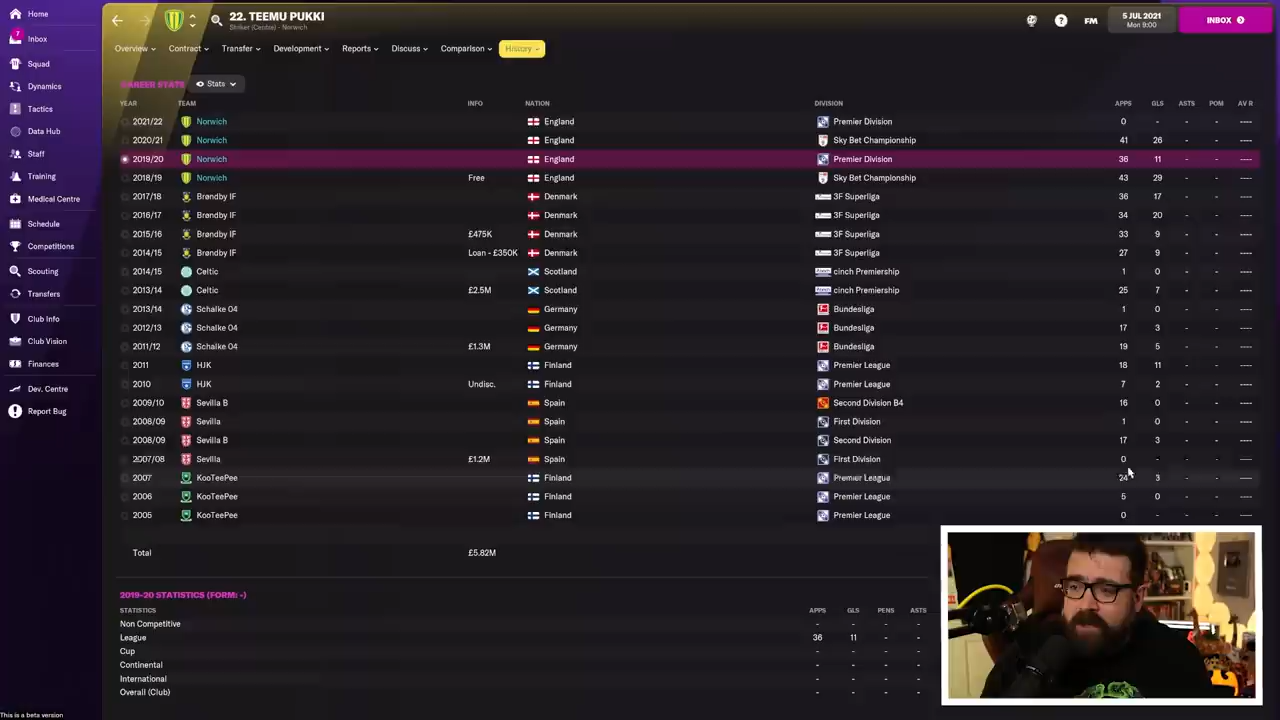 Home
22. TEEMU PUKKI
Striker (Centre) - Norwich
FM
5 JUL 2021
Mon 9:00
INBOX
7
Inbox
Overview Contract Transfer Development Reports Discuss Comparison History
Squad
Dynamics
Tactics
Data Hub
Staff
Training
Medical Centre
Schedule
Competitions
Scouting
Transfers
Club Info
Club Vision
Finances
Dev. Centre
Report Bug
CAREER STATS Stats
YEAR TEAM INFO NATION DIVISION APPS GLS ASTS POM AV R
2021/22 Norwich England Premier Division 0 - - - ----
2020/21 Norwich England Sky Bet Championship 41 26 - - ----
2019/20 Norwich England Premier Division 36 11 - - ----
2018/19 Norwich Free England Sky Bet Championship 43 29 - - ----
2017/18 Brøndby IF Denmark 3F Superliga 36 17 - - ----
2016/17 Brøndby IF Denmark 3F Superliga 34 20 - - ----
2015/16 Brøndby IF £475K Denmark 3F Superliga 33 9 - - ----
2014/15 Brøndby IF Loan - £350K Denmark 3F Superliga 27 9 - - ----
2014/15 Celtic Scotland cinch Premiership 1 0 - - ----
2013/14 Celtic £2.5M Scotland cinch Premiership 25 7 - - ----
2013/14 Schalke 04 Germany Bundesliga 1 0 - - ----
2012/13 Schalke 04 Germany Bundesliga 17 3 - - ----
2011/12 Schalke 04 £1.3M Germany Bundesliga 19 5 - - ----
2011 HJK Finland Premier League 18 11 - - ----
2010 HJK Undisc. Finland Premier League 7 2 - - ----
2009/10 Sevilla B Spain Second Division B4 16 0 - - ----
2008/09 Sevilla Spain First Division 1 0 - - ----
2008/09 Sevilla B Spain Second Division 17 3 - - ----
2007/08 Sevilla £1.2M Spain First Division 0 - - - ----
2007 KooTeePee Finland Premier League 24 3 - - ----
2006 KooTeePee Finland Premier League 5 0 - - ----
2005 KooTeePee Finland Premier League 0 - - - ----
Total £5.82M
2019-20 STATISTICS (FORM: -)
STATISTICS APPS GLS PENS ASTS
Non Competitive - - - -
League 36 11 - -
Cup - - - -
Continental - - - -
International - - - -
Overall (Club) - - - -
This is a beta version